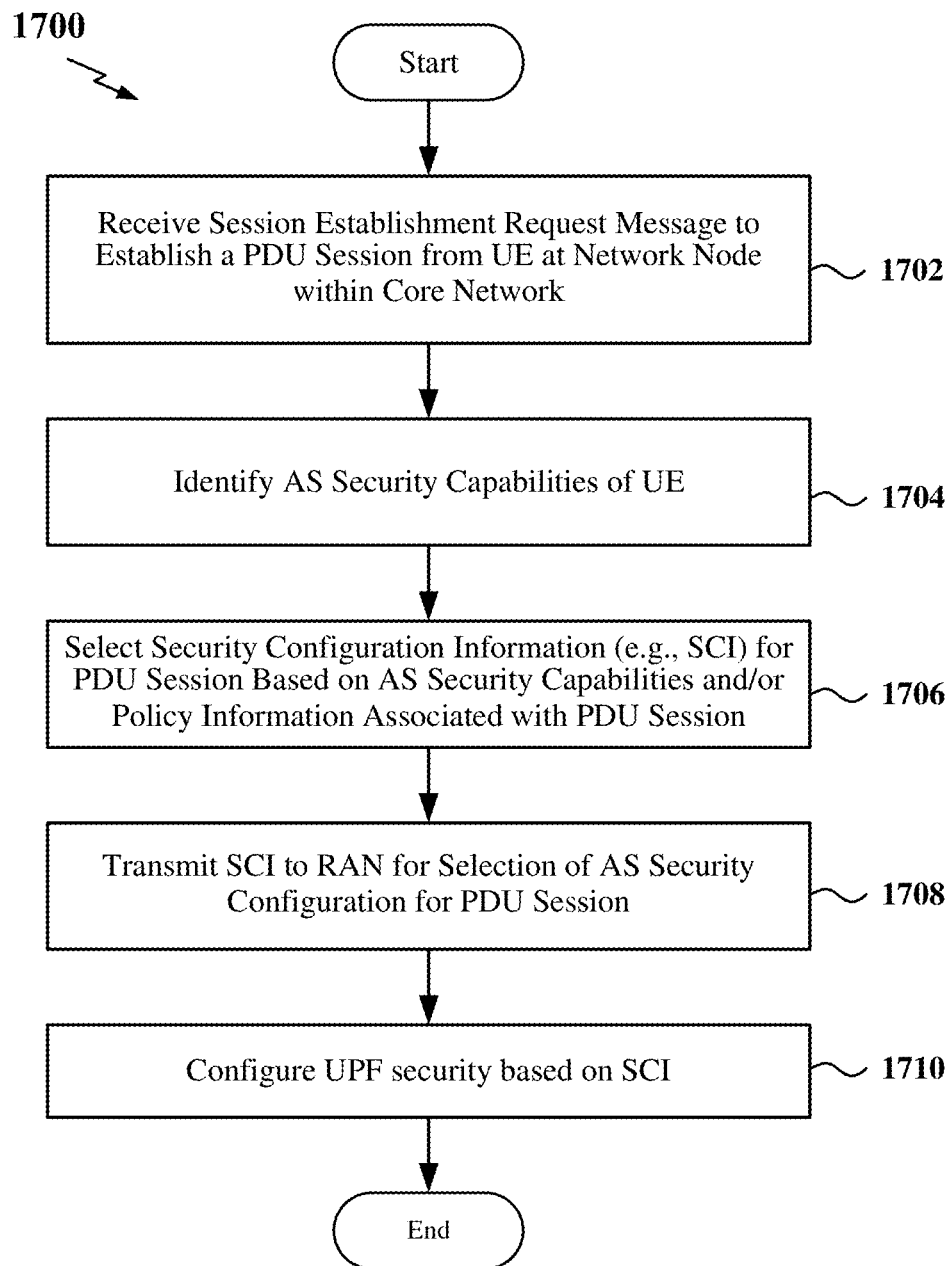 1700
Start
Receive Session Establishment Request Message to
Establish a PDU Session from UE at Network Node
within Core Network
1702
Identify AS Security Capabilities of UE
1704
Select Security Configuration Information (e.g., SCI) for
PDU Session Based on AS Security Capabilities and/or
Policy Information Associated with PDU Session
1706
Transmit SCI to RAN for Selection of AS Security
Configuration for PDU Session
1708
Configure UPF security based on SCI
1710
End